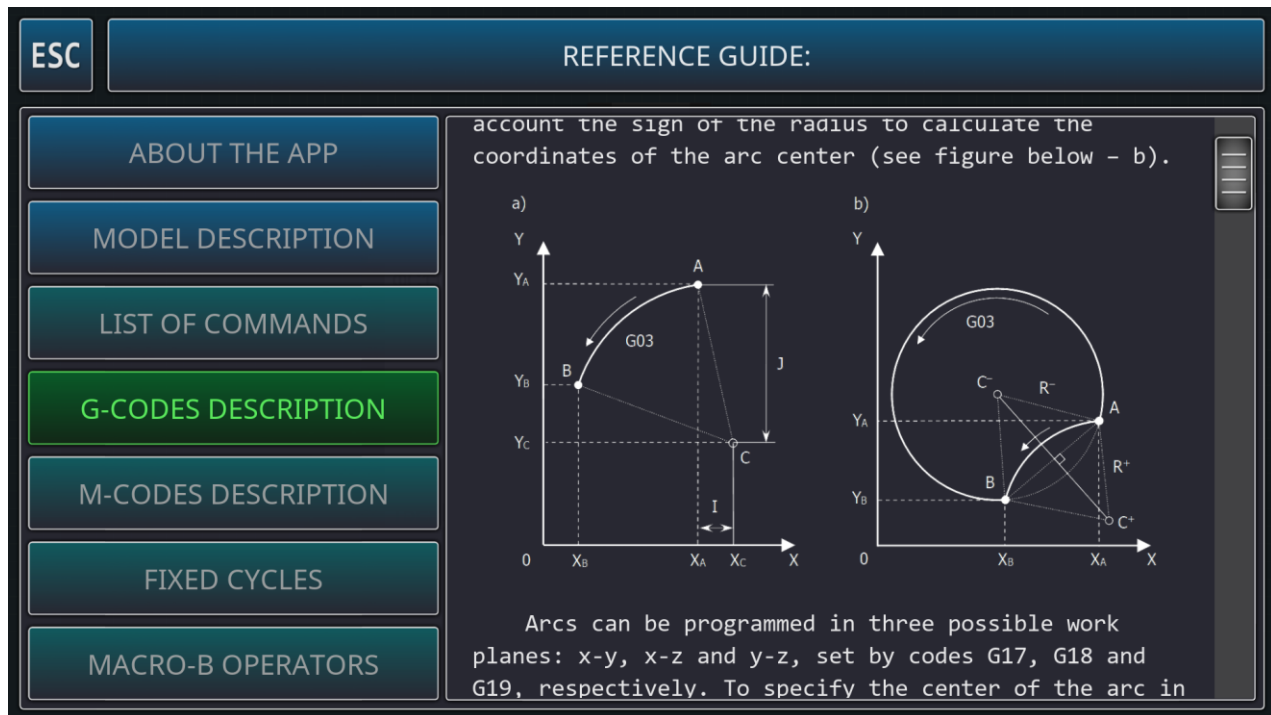 ESC
REFERENCE GUIDE:
ABOUT THE APP
MODEL DESCRIPTION
LIST OF COMMANDS
G-CODES DESCRIPTION
M-CODES DESCRIPTION
FIXED CYCLES
MACRO-B OPERATORS
account the sign of the radius to calculate the
coordinates of the arc center (see figure below – b).
a)
Y
YA
A
G03
J
B
YB
YC
C
I
0
XB
XA
XC
X
b)
Y
G03
C-
R-
A
YA
R+
B
YB
C+
0
XB
XA
X
Arcs can be programmed in three possible work
planes: x-y, x-z and y-z, set by codes G17, G18 and
G19, respectively. To specify the center of the arc in